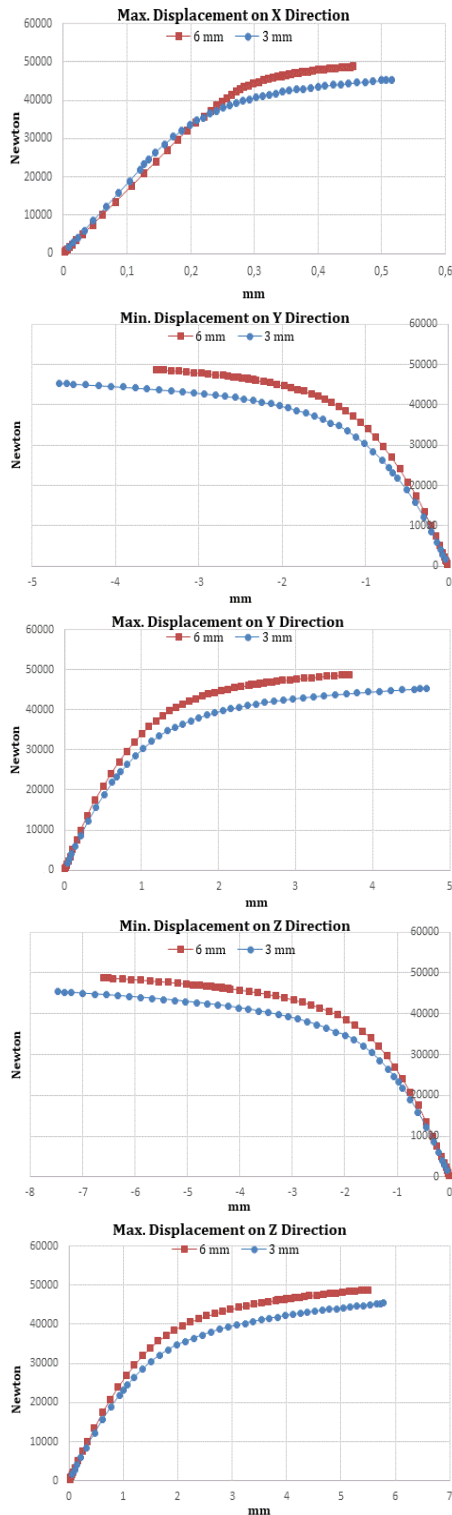 Max. Displacement on X Direction
60000
6 mm 3 mm
50000
40000
Newton
30000
20000
10000
0
0 0,1 0,2 0,3 0,4 0,5 0,6
mm
Min. Displacement on Y Direction
60000
6 mm 3 mm
50000
40000
Newton
30000
20000
10000
0
-5 -4 -3 -2 -1 0
mm
Max. Displacement on Y Direction
60000
6 mm 3 mm
50000
40000
Newton
30000
20000
10000
0
0 1 2 3 4 5
mm
Min. Displacement on Z Direction
60000
6 mm 3 mm
50000
40000
Newton
30000
20000
10000
0
-8 -7 -6 -5 -4 -3 -2 -1 0
mm
Max. Displacement on Z Direction
60000
6 mm 3 mm
50000
40000
Newton
30000
20000
10000
0
0 1 2 3 4 5 6 7
mm